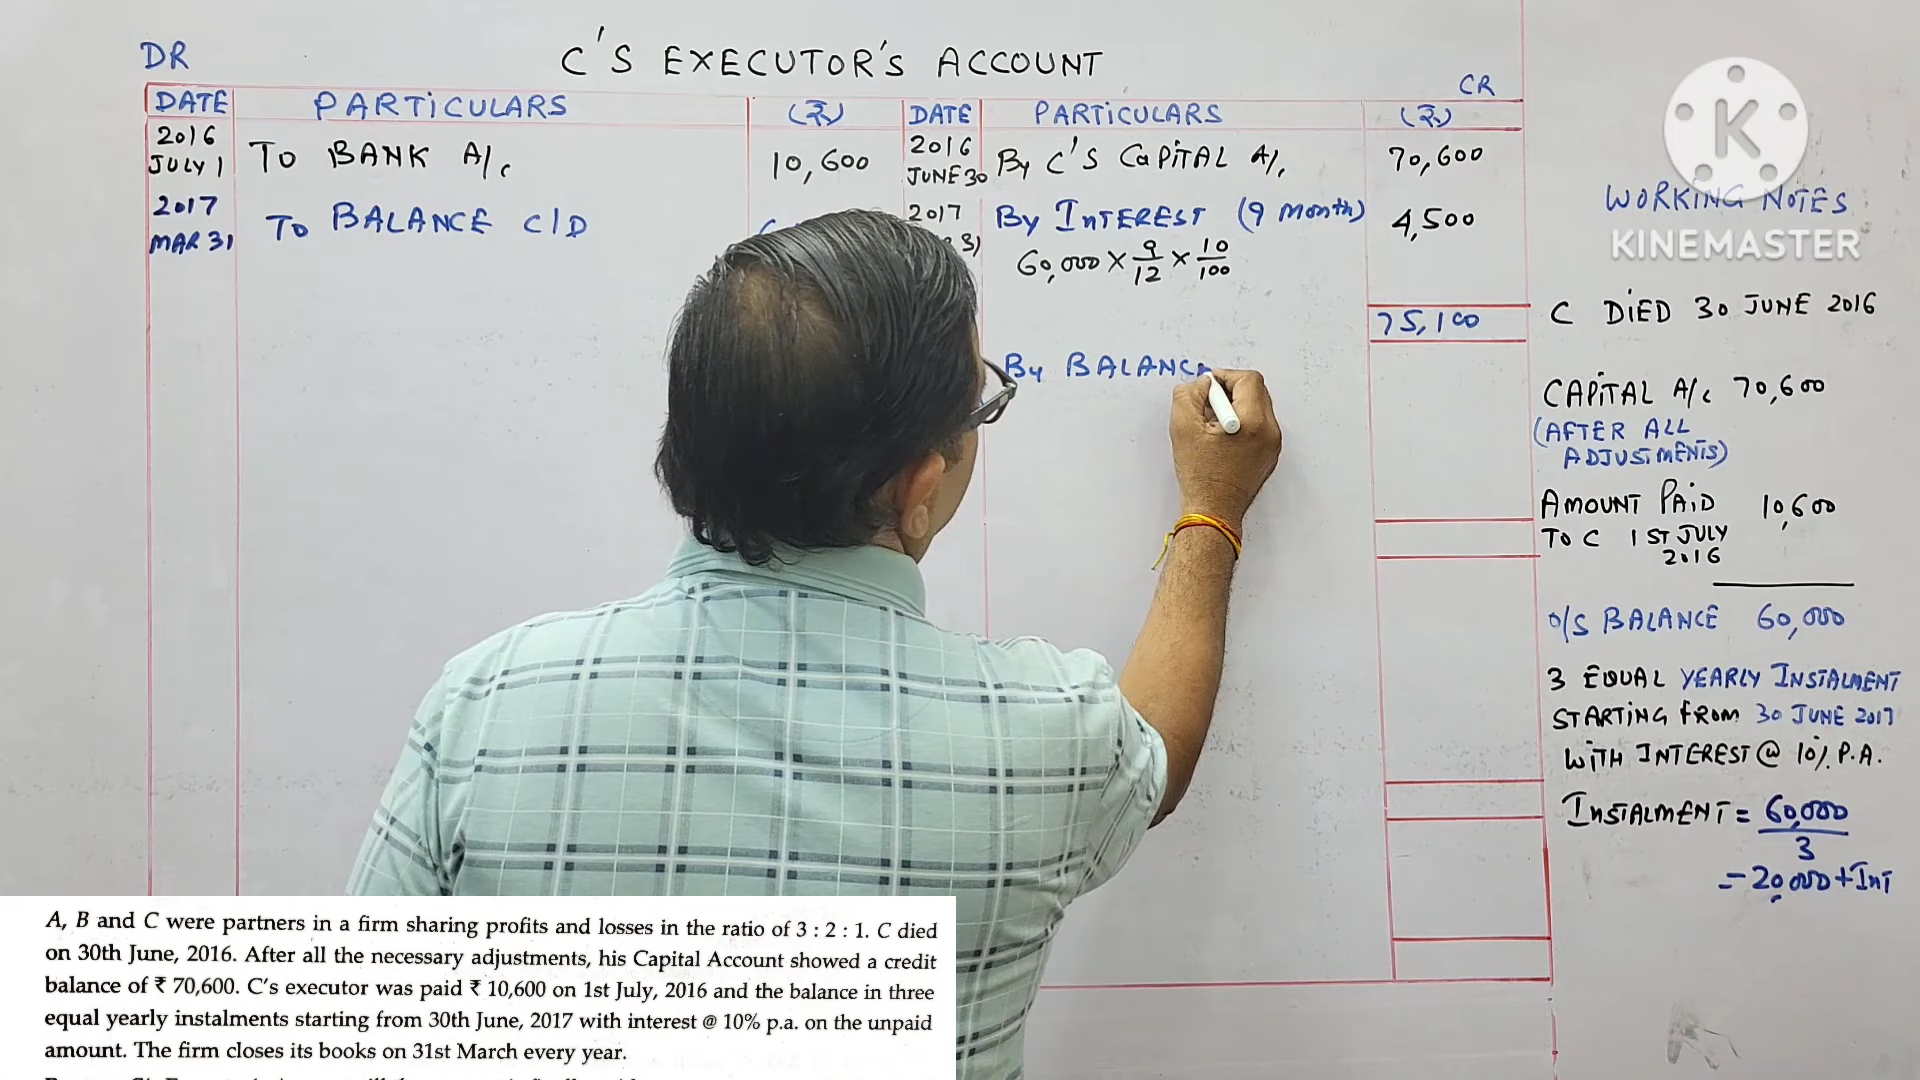 DR
C'S EXECUTOR'S ACCOUNT
CR
DATE PARTICULARS (₹) DATE PARTICULARS (₹)
2016 JULY 1 TO BANK A/c 10,600 2016 JUNE 30 By C'S CAPITAL A/c 70,600
2017 MAR 31 TO BALANCE C/D 2017 By INTEREST (9 Month) 4,500
60,000 × 9/12 × 10/100
75,100
By BALANC
K
KINEMASTER
WORKING NOTES
C DIED 30 JUNE 2016
CAPITAL A/c 70,600
(AFTER ALL
ADJUSTMENTS)
AMOUNT PAID 10,600
TO C 1ST JULY
2016
O/S BALANCE 60,000
3 EQUAL YEARLY INSTALMENT
STARTING FROM 30 JUNE 2017
WITH INTEREST @ 10% P.A.
INSTALMENT = 60,000/3
= 20,000 + INT
A, B and C were partners in a firm sharing profits and losses in the ratio of 3 : 2 : 1. C died
on 30th June, 2016. After all the necessary adjustments, his Capital Account showed a credit
balance of ₹ 70,600. C's executor was paid ₹ 10,600 on 1st July, 2016 and the balance in three
equal yearly instalments starting from 30th June, 2017 with interest @ 10% p.a. on the unpaid
amount. The firm closes its books on 31st March every year.